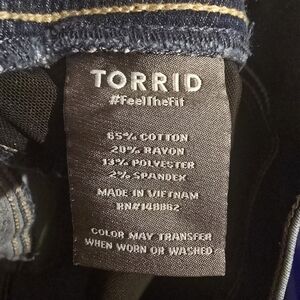 TORRID
#FeelTheFit
65% COTTON
20% RAYON
13% POLYESTER
2% SPANDEX
MADE IN VIETNAM
RN#148862
COLOR MAY TRANSFER
WHEN WORN OR WASHED